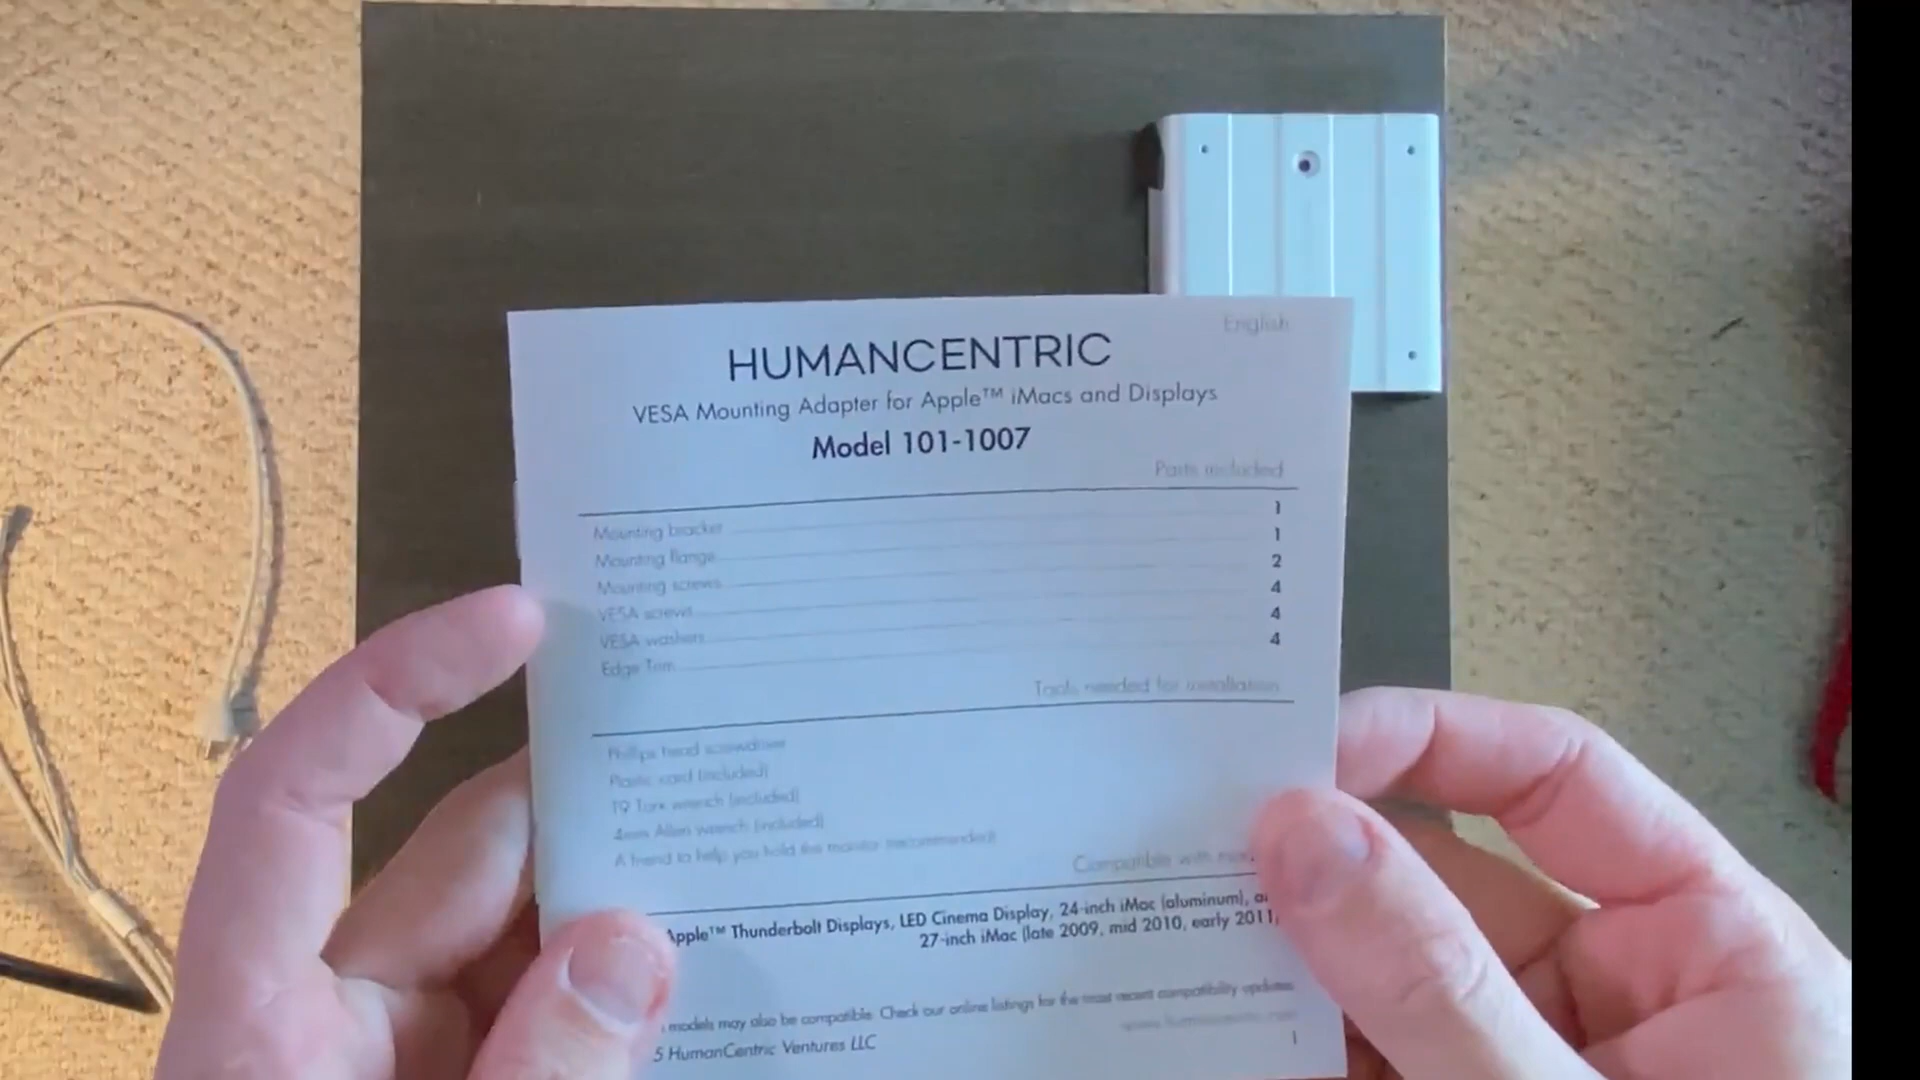 English
HUMANCENTRIC
VESA Mounting Adapter for Apple™ iMacs and Displays
Model 101-1007
Parts included
Mounting bracket 1
Mounting flange 1
Mounting screws 2
VESA screws 4
VESA washers 4
Edge Trim 4
Tools needed for installation
Phillips head screwdriver
Plastic card (included)
T9 Torx wrench (included)
4mm Allen wrench (included)
A friend to help you hold the monitor (recommended)
Compatible with
Apple™ Thunderbolt Displays, LED Cinema Display, 24-inch iMac (aluminum),
27-inch iMac (late 2009, mid 2010, early 2011,
models may also be compatible. Check our online listings for the most recent compatibility updates
5 HumanCentric Ventures LLC
1